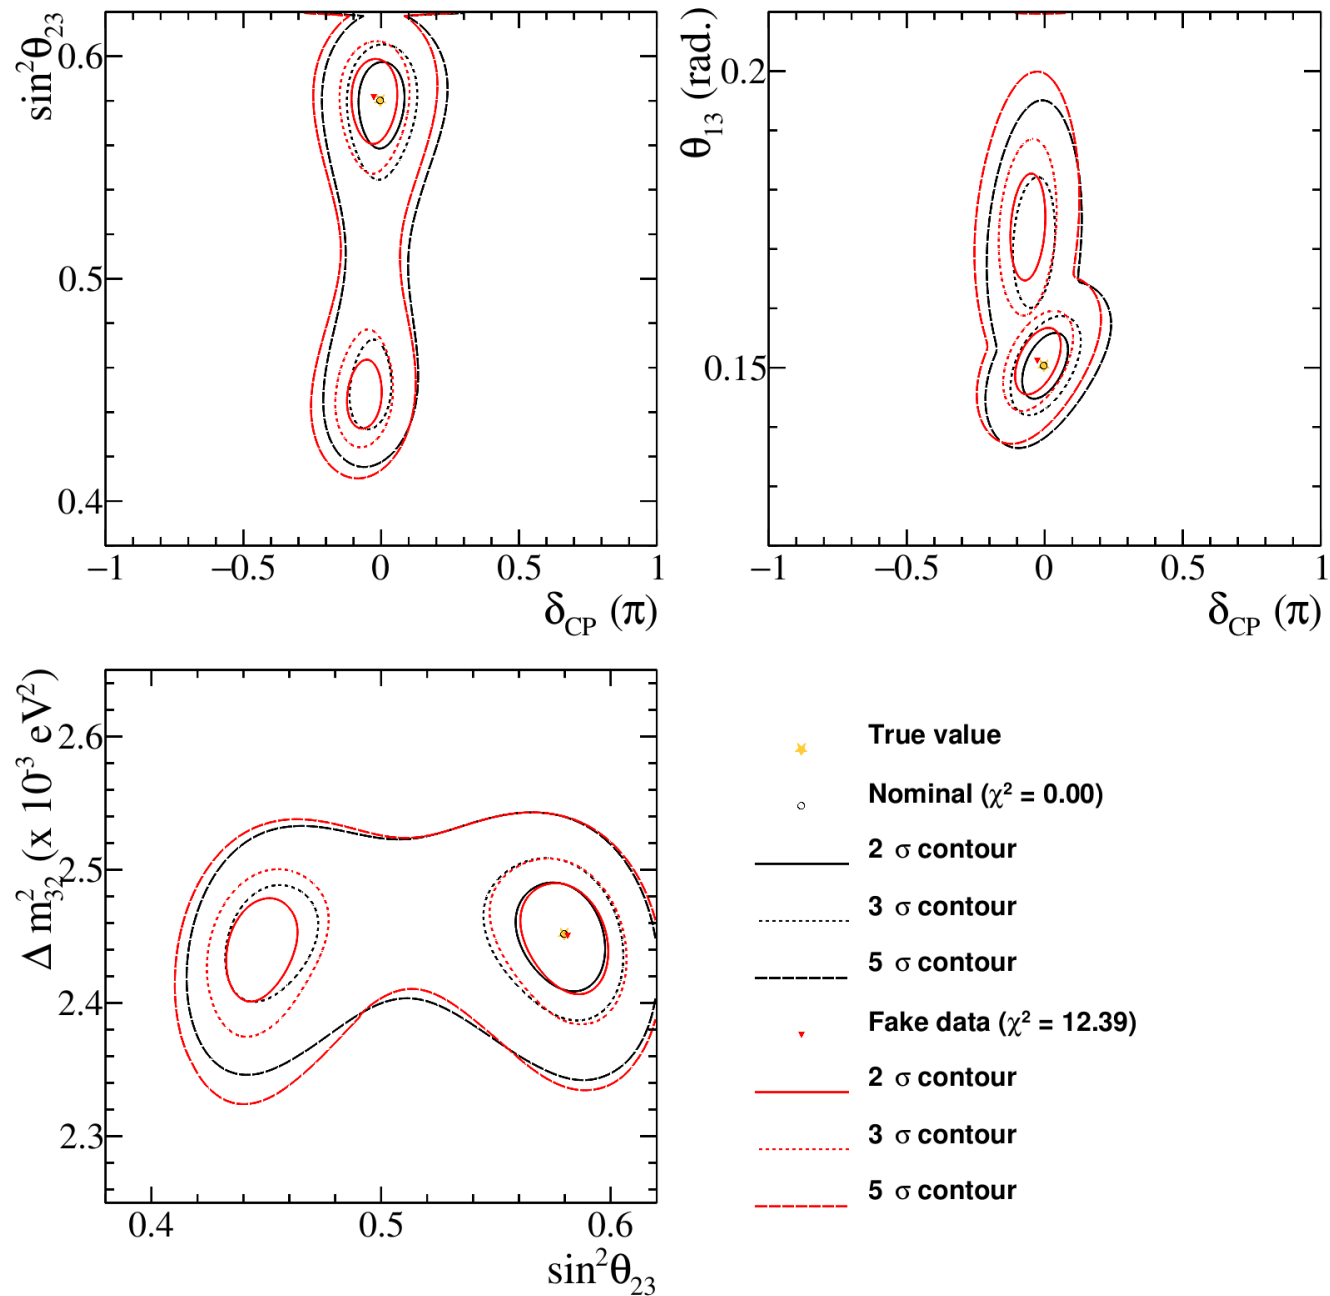 sin²θ₂₃
0.6
0.5
0.4
−1 −0.5 0 0.5 1
δCP (π)
θ₁₃ (rad.)
0.2
0.15
−1 −0.5 0 0.5 1
δCP (π)
Δ m²₃₂ (x 10⁻³ eV²)
2.6
2.5
2.4
2.3
0.4 0.5 0.6
sin²θ₂₃
True value
Nominal (χ² = 0.00)
2 σ contour
3 σ contour
5 σ contour
Fake data (χ² = 12.39)
2 σ contour
3 σ contour
5 σ contour